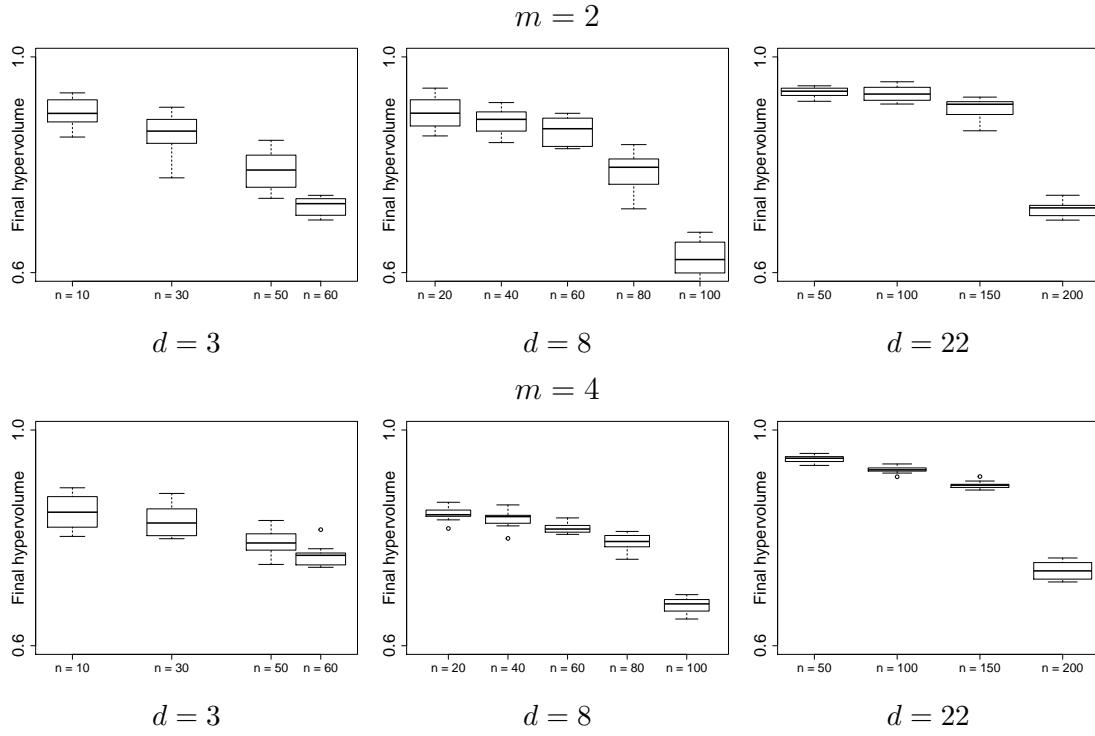 m = 2
Final hypervolume
1.0
0.6
n = 10 n = 30 n = 50 n = 60
d = 3
Final hypervolume
1.0
0.6
n = 20 n = 40 n = 60 n = 80 n = 100
d = 8
Final hypervolume
1.0
0.6
n = 50 n = 100 n = 150 n = 200
d = 22
m = 4
Final hypervolume
1.0
0.6
n = 10 n = 30 n = 50 n = 60
d = 3
Final hypervolume
1.0
0.6
n = 20 n = 40 n = 60 n = 80 n = 100
d = 8
Final hypervolume
1.0
0.6
n = 50 n = 100 n = 150 n = 200
d = 22